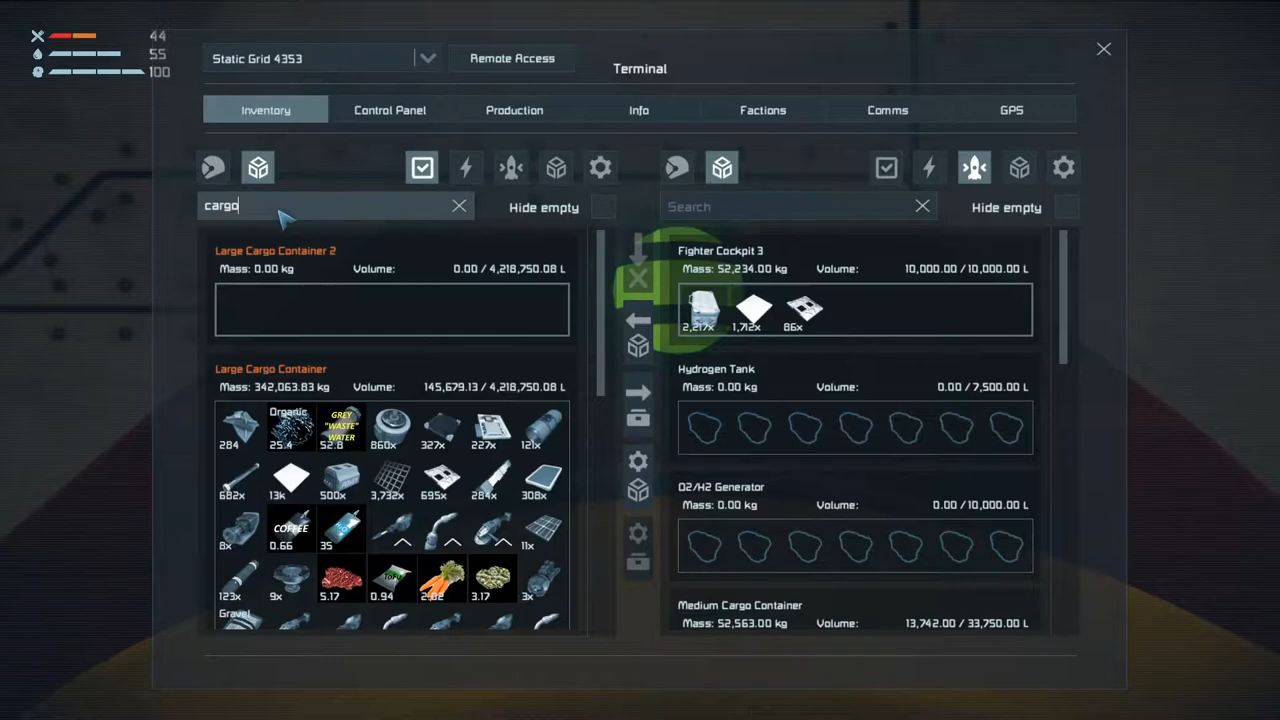 44
55
100
Static Grid 4353
Remote Access
Terminal
Inventory
Control Panel
Production
Info
Factions
Comms
GPS
cargo
Hide empty
Search
Hide empty
Large Cargo Container 2
Mass: 0.00 kg Volume: 0.00 / 4,218,750.08 L
Large Cargo Container
Mass: 342,063.83 kg Volume: 145,679.13 / 4,218,750.08 L
Organic
GREY
"WASTE"
WATER
284 25.4 52.8 860x 327x 227x 121x
682x 13k 500x 3,732x 695x 284x 308x
COFFEE
8x 0.66 35 11x
ToFu
123x 9x 5.17 0.94 2.02 3.17 3x
Gravel
Fighter Cockpit 3
Mass: 52,234.00 kg Volume: 10,000.00 / 10,000.00 L
2,217x 1,712x 86x
Hydrogen Tank
Mass: 0.00 kg Volume: 0.00 / 7,500.00 L
O2/H2 Generator
Mass: 0.00 kg Volume: 0.00 / 10,000.00 L
Medium Cargo Container
Mass: 52,563.00 kg Volume: 13,742.00 / 33,750.00 L